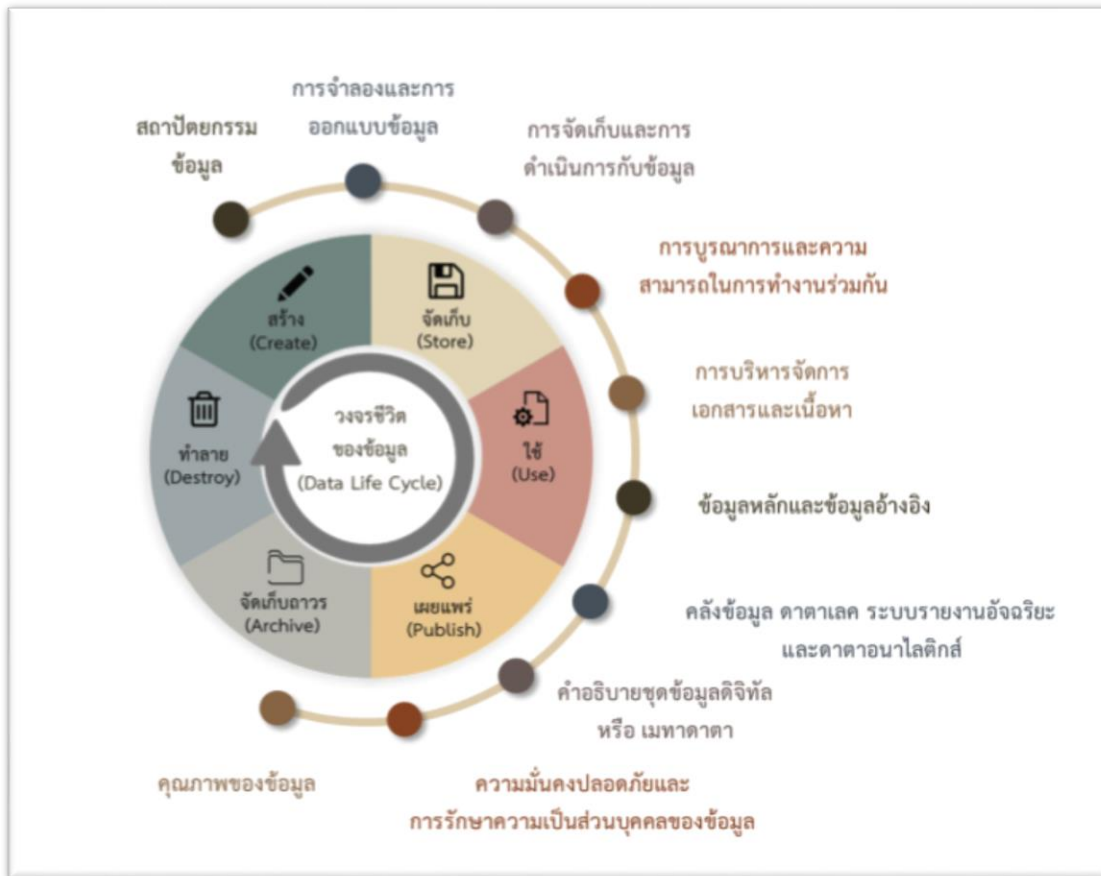 การจำลองและการ
ออกแบบข้อมูล
สถาปัตยกรรม
ข้อมูล
การจัดเก็บและการ
ดำเนินการกับข้อมูล
การบูรณาการและความ
สามารถในการทำงานร่วมกัน
การบริหารจัดการ
เอกสารและเนื้อหา
ข้อมูลหลักและข้อมูลอ้างอิง
คลังข้อมูล ดาตาเลค ระบบรายงานอัจฉริยะ
และดาตาอนาไลติกส์
คำอธิบายชุดข้อมูลดิจิทัล
หรือ เมทาดาตา
ความมั่นคงปลอดภัยและ
การรักษาความเป็นส่วนบุคคลของข้อมูล
คุณภาพของข้อมูล
สร้าง
(Create)
จัดเก็บ
(Store)
ใช้
(Use)
เผยแพร่
(Publish)
จัดเก็บถาวร
(Archive)
ทำลาย
(Destroy)
วงจรชีวิต
ของข้อมูล
(Data Life Cycle)